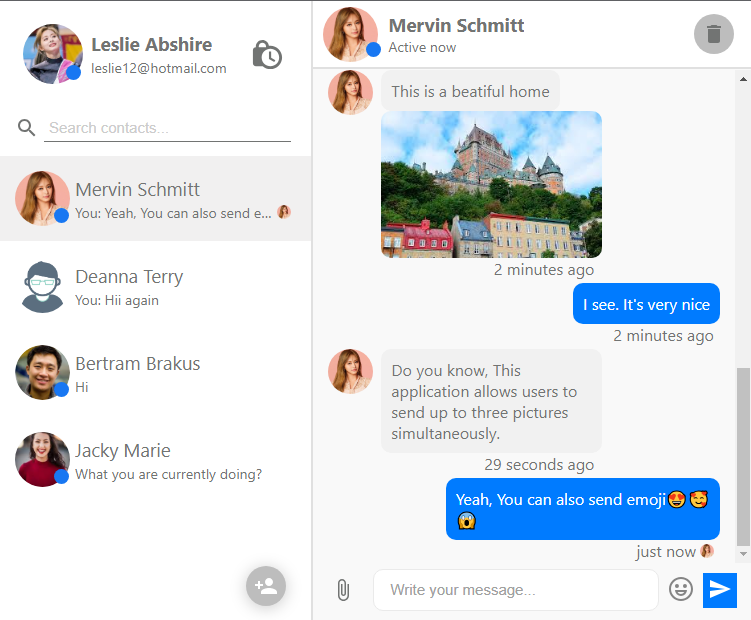 Leslie Abshire
leslie12@hotmail.com
Search contacts...
Mervin Schmitt
You: Yeah, You can also send e...
Deanna Terry
You: Hii again
Bertram Brakus
Hi
Jacky Marie
What you are currently doing?
Mervin Schmitt
Active now
This is a beatiful home
2 minutes ago
I see. It's very nice
2 minutes ago
Do you know, This
application allows users to
send up to three pictures
simultaneously.
29 seconds ago
Yeah, You can also send emoji😍🥰
😱
just now
Write your message...